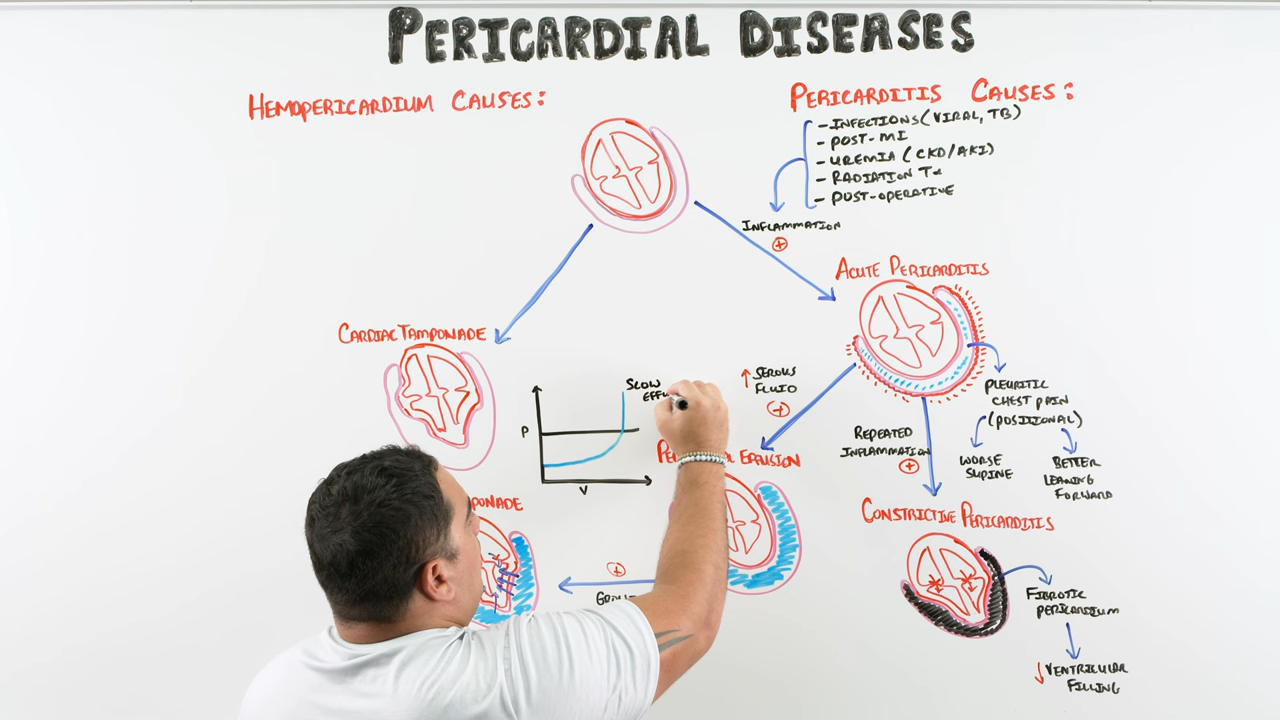 PERICARDIAL DISEASES
HEMOPERICARDIUM CAUSES:
PERICARDITIS CAUSES:
- INFECTIONS (VIRAL, TB)
- POST-MI
- UREMIA (CKD/AKI)
- RADIATION Tx
- POST-OPERATIVE
INFLAMMATION
+
ACUTE PERICARDITIS
CARDIAC TAMPONADE
↑ SEROUS
FLUID
+
SLOW
P
V
PLEURITIC
CHEST PAIN
(POSITIONAL)
WORSE
SUPINE
BETTER
LEANING
FORWARD
REPEATED
INFLAMMATION
+
EFFUSION
CONSTRICTIVE PERICARDITIS
+
FIBROTIC
PERICARDIUM
↓ VENTRICULAR
FILLING